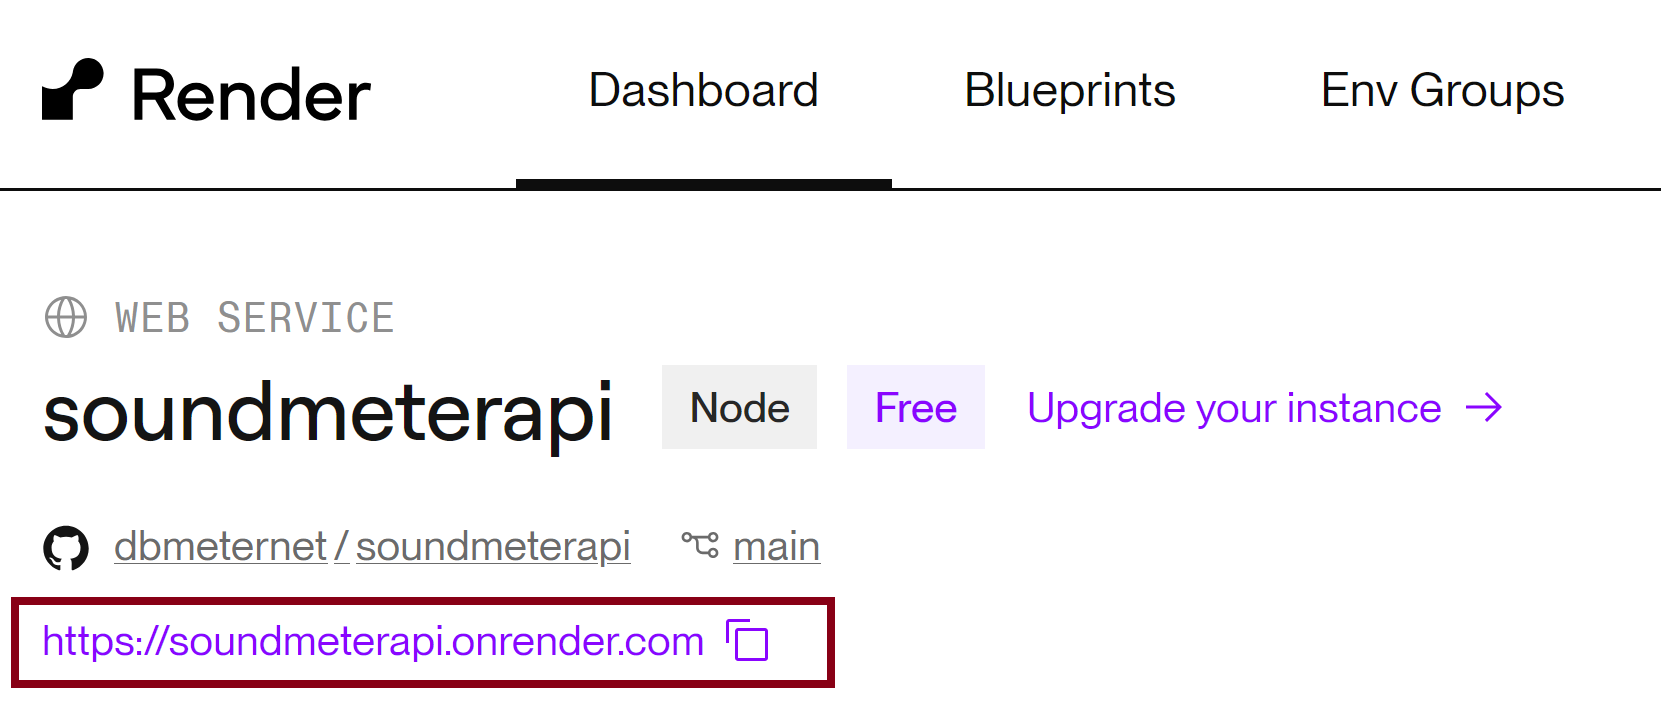 Render Dashboard Blueprints Env Groups
WEB SERVICE
soundmeterapi Node Free Upgrade your instance →
dbmeternet / soundmeterapi main
https://soundmeterapi.onrender.com